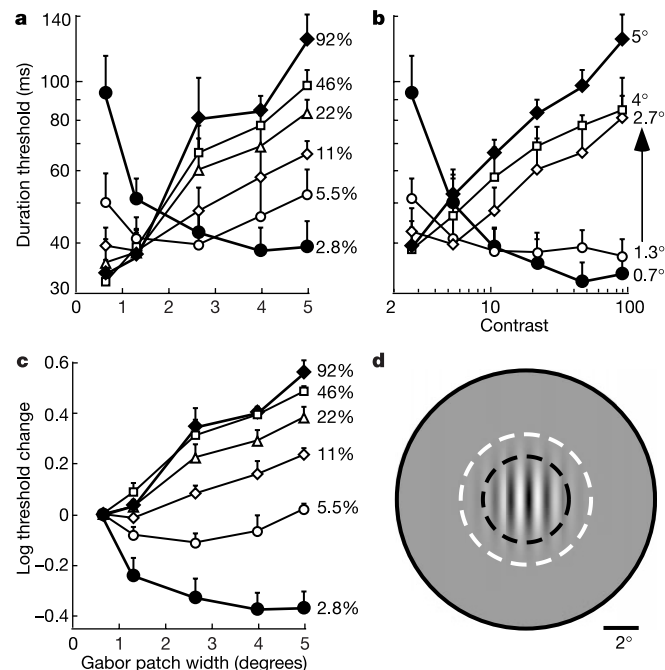 a
140
100
80
60
40
30
Duration threshold (ms)
0 1 2 3 4 5
92%
46%
22%
11%
5.5%
2.8%
b
2 10 100
Contrast
5°
4°
2.7°
1.3°
0.7°
c
0.6
0.4
0.2
0
−0.2
−0.4
Log threshold change
0 1 2 3 4 5
Gabor patch width (degrees)
92%
46%
22%
11%
5.5%
2.8%
d
2°